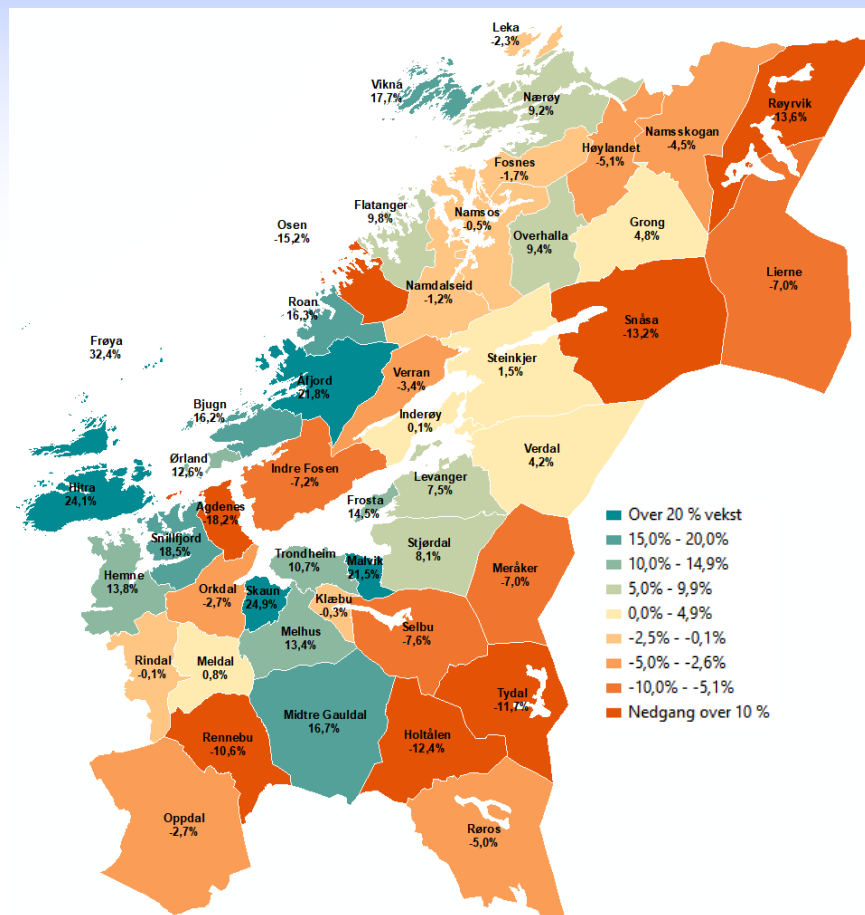 Leka
-2,3%
Vikna
17,7%
Nærøy
9,2%
Røyrvik
-13,6%
Namsskogan
-4,5%
Høylandet
-5,1%
Fosnes
-1,7%
Flatanger
9,8%
Namsos
-0,5%
Grong
4,8%
Osen
-15,2%
Overhalla
9,4%
Lierne
-7,0%
Namdalseid
-1,2%
Roan
16,3%
Snåsa
-13,2%
Frøya
32,4%
Steinkjer
1,5%
Åfjord
21,8%
Verran
-3,4%
Bjugn
16,2%
Inderøy
0,1%
Verdal
4,2%
Ørland
12,6%
Indre Fosen
-7,2%
Levanger
7,5%
Hitra
24,1%
Agdenes
-18,2%
Frosta
14,5%
Snillfjord
18,5%
Stjørdal
8,1%
Trondheim
10,7%
Malvik
21,5%
Meråker
-7,0%
Hemne
13,8%
Orkdal
-2,7%
Skaun
24,9%
Klæbu
-0,3%
Selbu
-7,6%
Melhus
13,4%
Rindal
-0,1%
Meldal
0,8%
Tydal
-11,7%
Midtre Gauldal
16,7%
Rennebu
-10,6%
Holtålen
-12,4%
Oppdal
-2,7%
Røros
-5,0%
Over 20 % vekst
15,0% - 20,0%
10,0% - 14,9%
5,0% - 9,9%
0,0% - 4,9%
-2,5% - -0,1%
-5,0% - -2,6%
-10,0% - -5,1%
Nedgang over 10 %